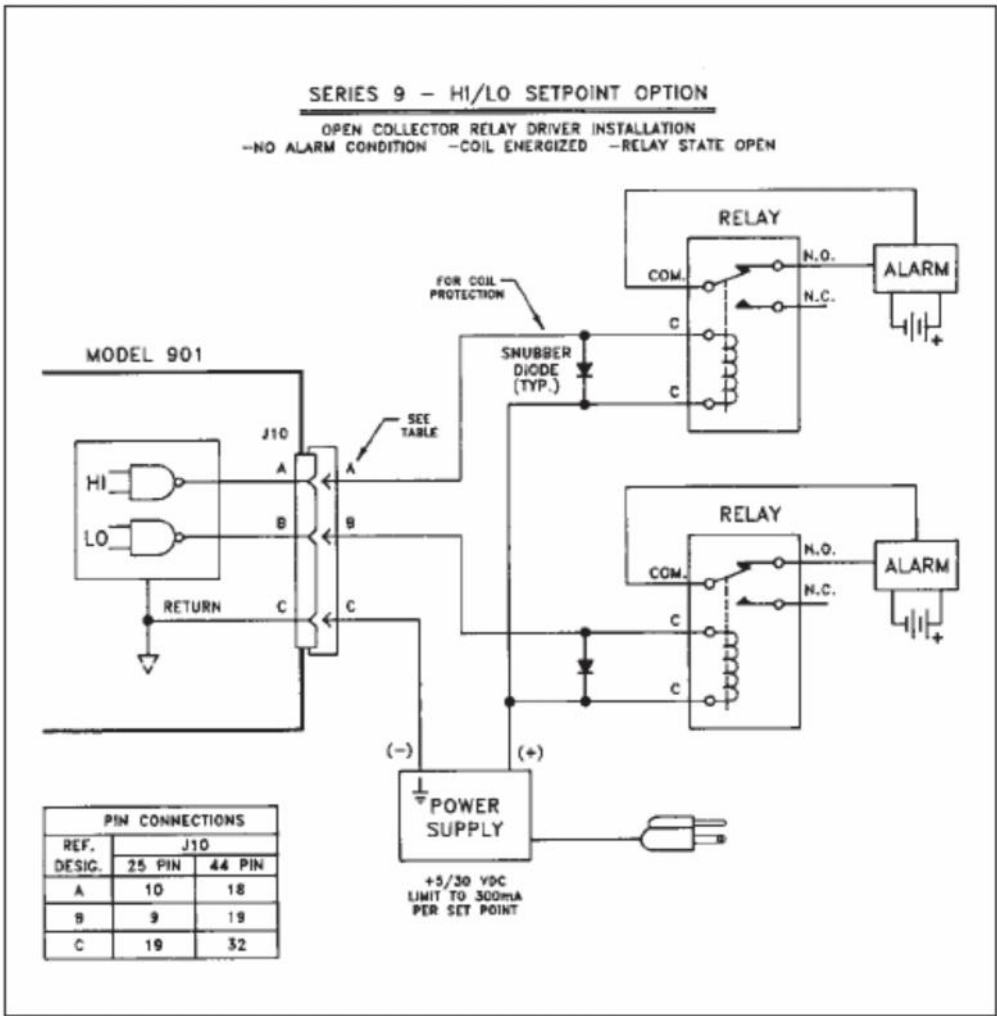 SERIES 9 – HI/LO SETPOINT OPTION
OPEN COLLECTOR RELAY DRIVER INSTALLATION
-NO ALARM CONDITION -COIL ENERGIZED -RELAY STATE OPEN
RELAY
COM.
N.O.
N.C.
ALARM
+
C
C
FOR COIL
PROTECTION
SNUBBER
DIODE
(TYP.)
MODEL 901
J10
SEE
TABLE
HI
A
A
LO
B
B
RETURN
C
C
RELAY
COM.
N.O.
N.C.
ALARM
+
C
C
(-)
(+)
POWER
SUPPLY
+5/30 VDC
LIMIT TO 300mA
PER SET POINT
PIN CONNECTIONS
REF. DESIG. J10
25 PIN 44 PIN
A 10 18
B 9 19
C 19 32